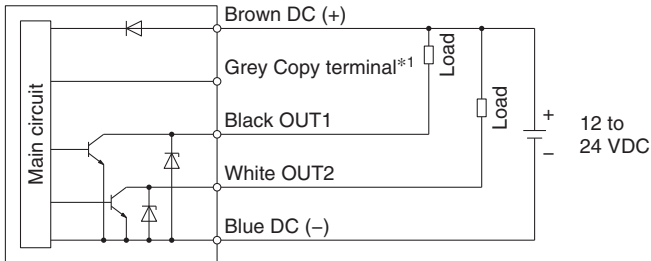 Brown DC (+)
Load
Grey Copy terminal*1
Load
Main circuit
Black OUT1
+
12 to
24 VDC
–
White OUT2
Blue DC (–)